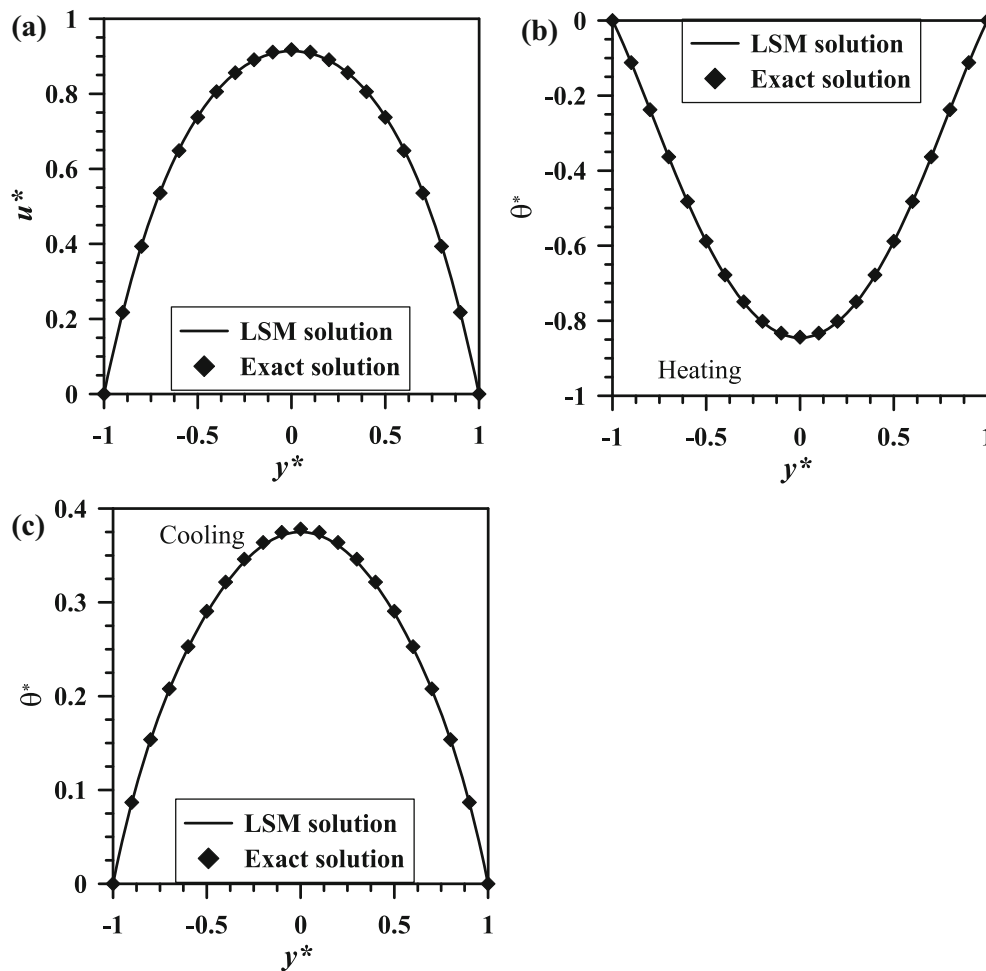 (a)
1
0.8
0.6
0.4
0.2
0
u*
LSM solution
Exact solution
-1
-0.5
0
0.5
1
y*
(b)
0
-0.2
-0.4
-0.6
-0.8
-1
θ*
LSM solution
Exact solution
Heating
-1
-0.5
0
0.5
1
y*
(c)
0.4
0.3
0.2
0.1
0
θ*
Cooling
LSM solution
Exact solution
-1
-0.5
0
0.5
1
y*